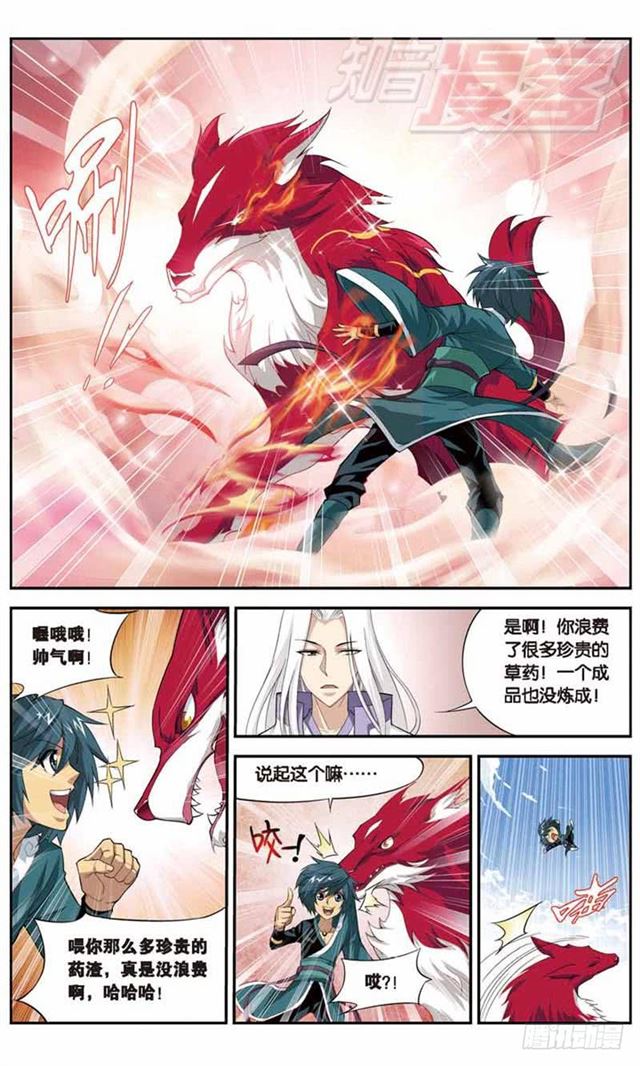 知音漫客
唰!!
喔哦哦!
帅气啊!
喂你那么多珍贵的
药渣，真是没浪费
啊，哈哈哈!
是啊! 你浪费
了很多珍贵的
草药! 一个成
品也没炼成!
说起这个嘛……
咬—!
哎?!
腾讯动漫